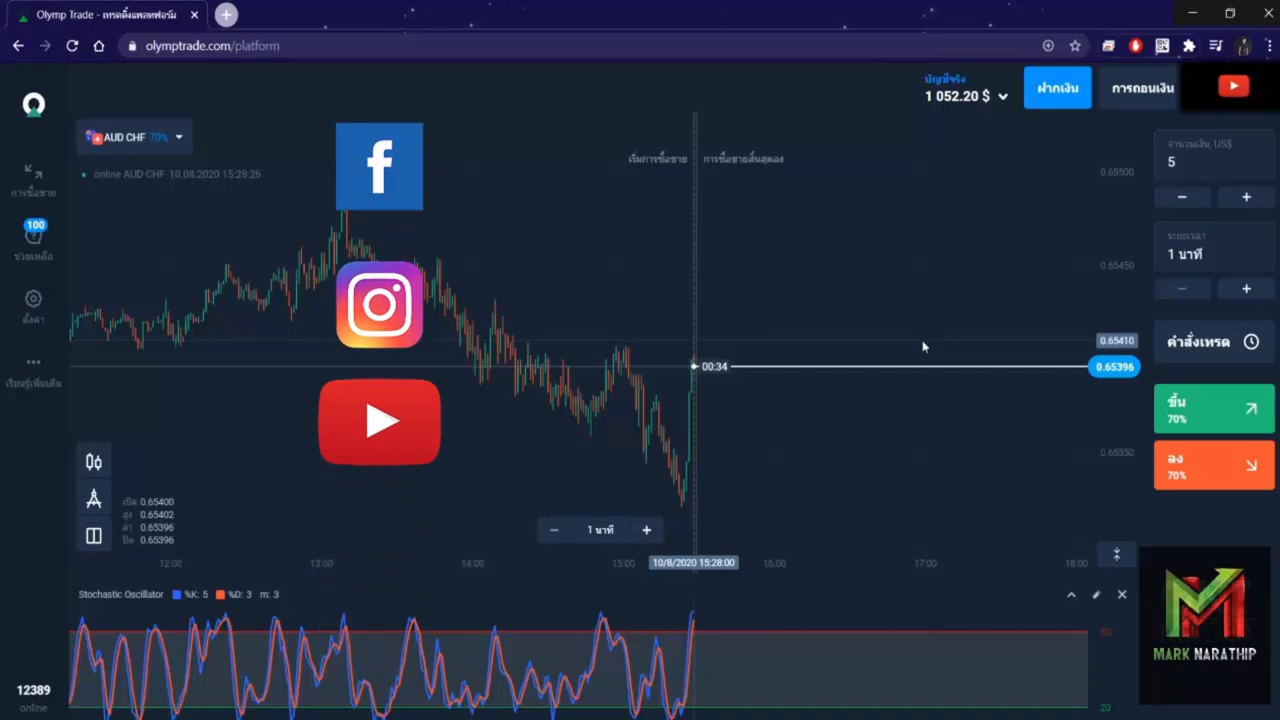 Olymp Trade - เทรดดิ้งแพลทฟอร์ม
olymptrade.com/platform
บัญชีจริง
1 052.20 $
ฝากเงิน
การถอนเงิน
AUD CHF 70%
online AUD CHF 10.08.2020 15:28:26
เริ่มการซื้อขาย
การซื้อขายสิ้นสุดลง
0.65500
จำนวนเงิน, US$
5
การซื้อขาย
100
ช่วยเหลือ
ระยะเวลา
1 นาที
0.65450
ตั้งค่า
0.65410
คำสั่งเทรด
00:34
0.65396
เรียนรู้เพิ่มเติม
ขึ้น
70%
0.65350
ลง
70%
เปิด 0.65400
สูง 0.65402
ต่ำ 0.65396
ปิด 0.65396
1 นาที
12:00
13:00
14:00
15:00
10/8/2020 15:28:00
16:00
17:00
18:00
Stochastic Oscillator %K: 5 %D: 3 m: 3
80
MARK NARATHIP
12389
online
20